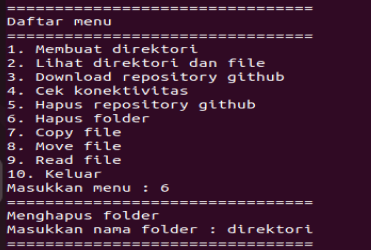 ================================
Daftar menu
================================
1. Membuat direktori
2. Lihat direktori dan file
3. Download repository github
4. Cek konektivitas
5. Hapus repository github
6. Hapus folder
7. Copy file
8. Move file
9. Read file
10. Keluar
Masukkan menu : 6
================================
Menghapus folder
Masukkan nama folder : direktori
================================